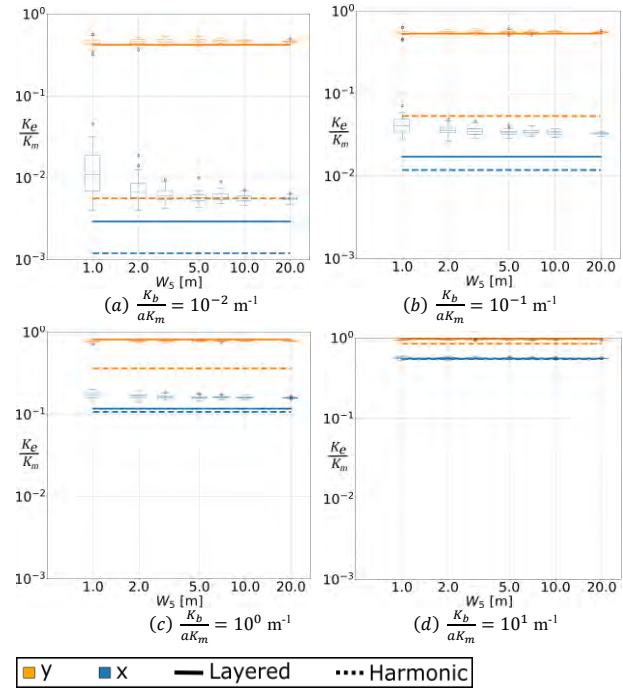 10⁰
10⁻¹
10⁻²
10⁻³
Kₑ/Kₘ
1.0 2.0 5.0 10.0 20.0
W₅ [m]
(a) K_b/aKₘ = 10⁻² m⁻¹
10⁰
10⁻¹
10⁻²
10⁻³
Kₑ/Kₘ
1.0 2.0 5.0 10.0 20.0
W₅ [m]
(b) K_b/aKₘ = 10⁻¹ m⁻¹
10⁰
10⁻¹
10⁻²
10⁻³
Kₑ/Kₘ
1.0 2.0 5.0 10.0 20.0
W₅ [m]
(c) K_b/aKₘ = 10⁰ m⁻¹
10⁰
10⁻¹
10⁻²
10⁻³
Kₑ/Kₘ
1.0 2.0 5.0 10.0 20.0
W₅ [m]
(d) K_b/aKₘ = 10¹ m⁻¹
y x Layered Harmonic